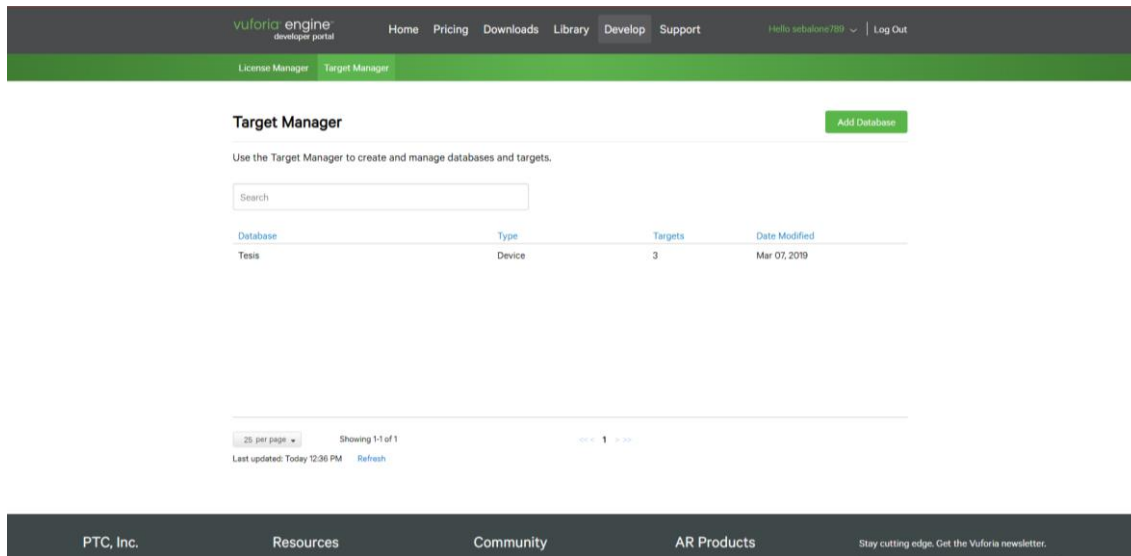 vuforia engine
developer portal
Home Pricing Downloads Library Develop Support
Hello sebalone789 | Log Out
License Manager Target Manager
Target Manager
Add Database
Use the Target Manager to create and manage databases and targets.
Search
Database Type Targets Date Modified
Tesis Device 3 Mar 07, 2019
25 per page Showing 1-1 of 1 << < 1 > >>
Last updated: Today 12:36 PM Refresh
PTC, Inc. Resources Community AR Products Stay cutting edge. Get the Vuforia newsletter.